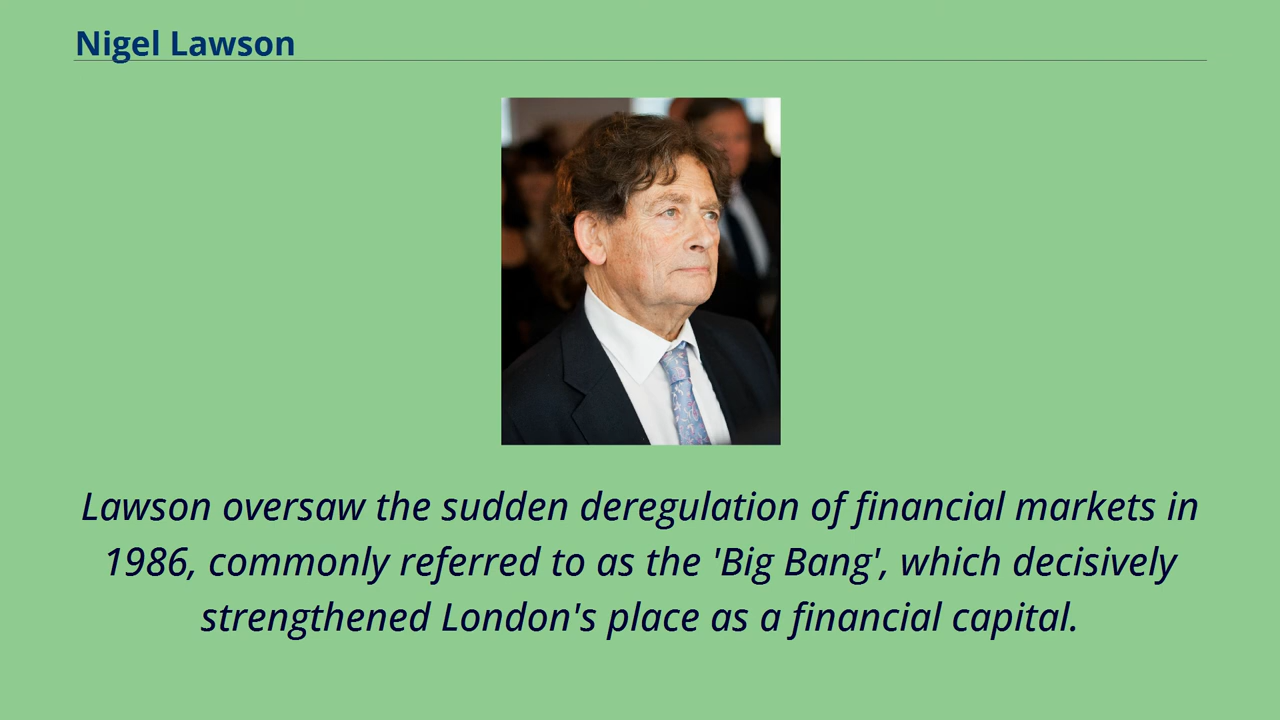 Nigel Lawson
Lawson oversaw the sudden deregulation of financial markets in
1986, commonly referred to as the 'Big Bang', which decisively
strengthened London's place as a financial capital.